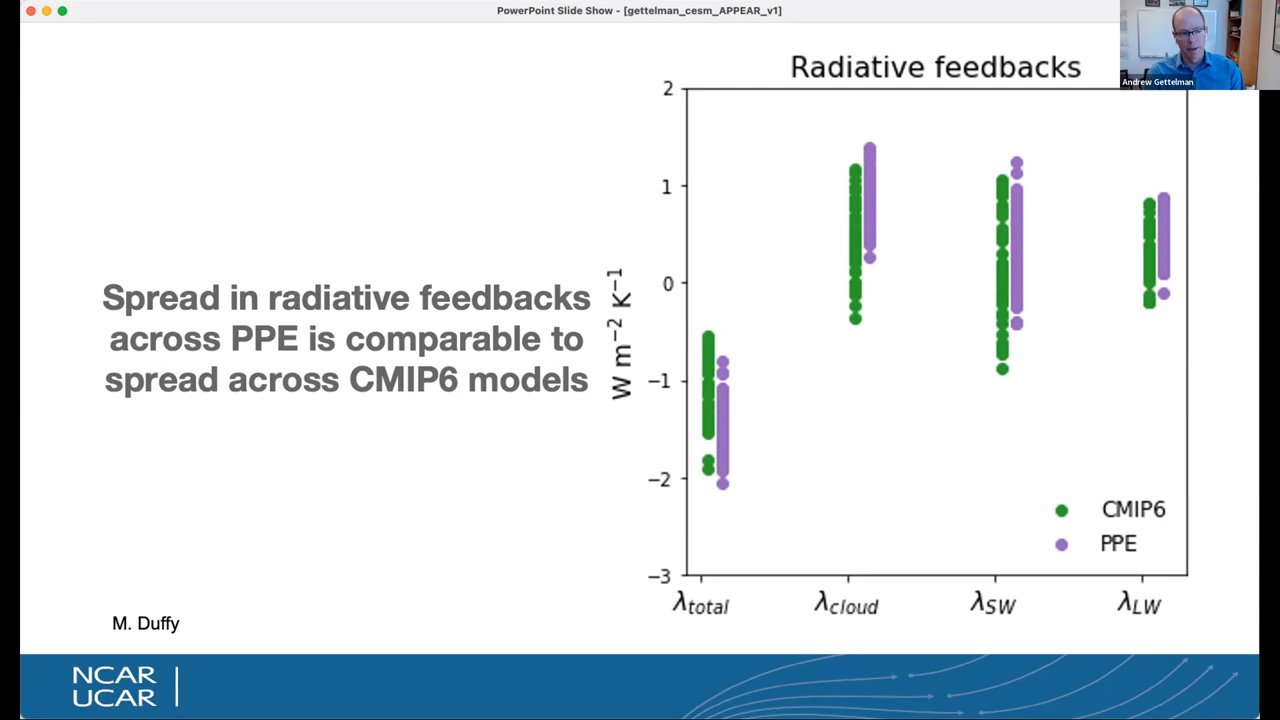 PowerPoint Slide Show - [gettelman_cesm_APPEAR_v1]
Andrew Gettelman
Radiative feedbacks
Spread in radiative feedbacks
across PPE is comparable to
spread across CMIP6 models
W m−2 K−1
2
1
0
−1
−2
−3
λtotal
λcloud
λSW
λLW
CMIP6
PPE
M. Duffy
NCAR
UCAR